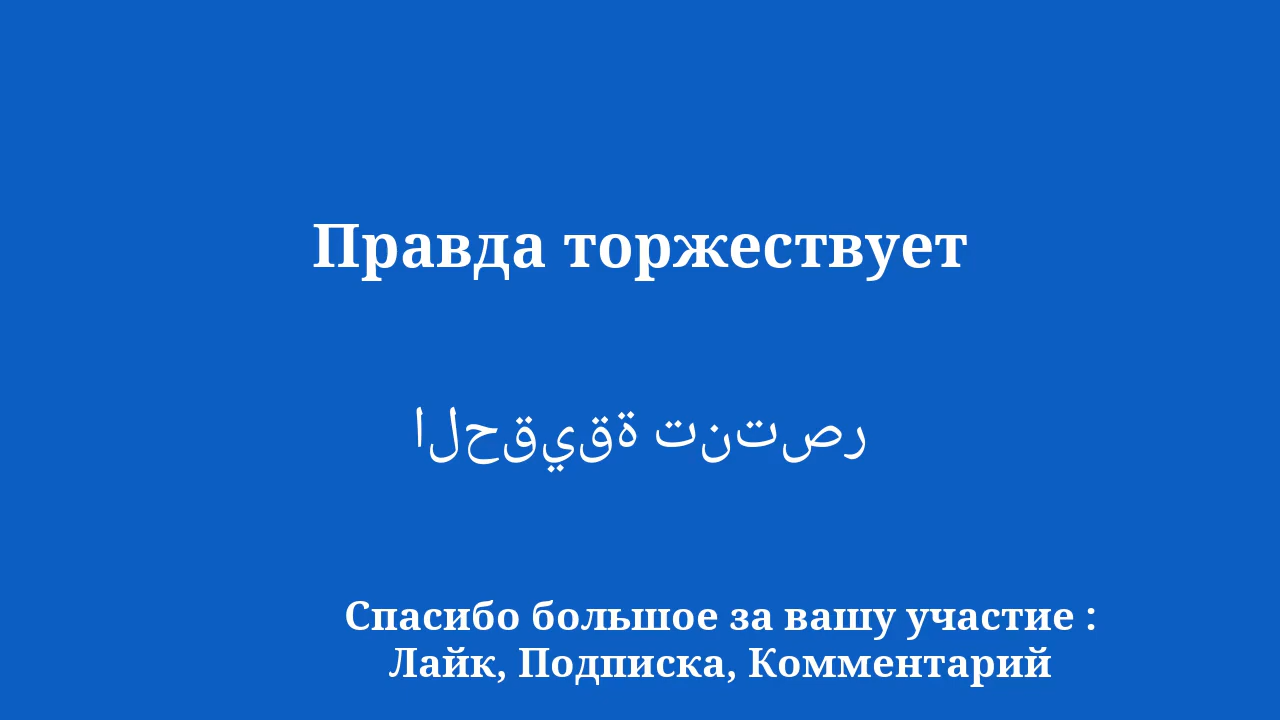 Правда торжествует
الحقيقة تنتصر
Спасибо большое за вашу участие :
Лайк, Подписка, Комментарий